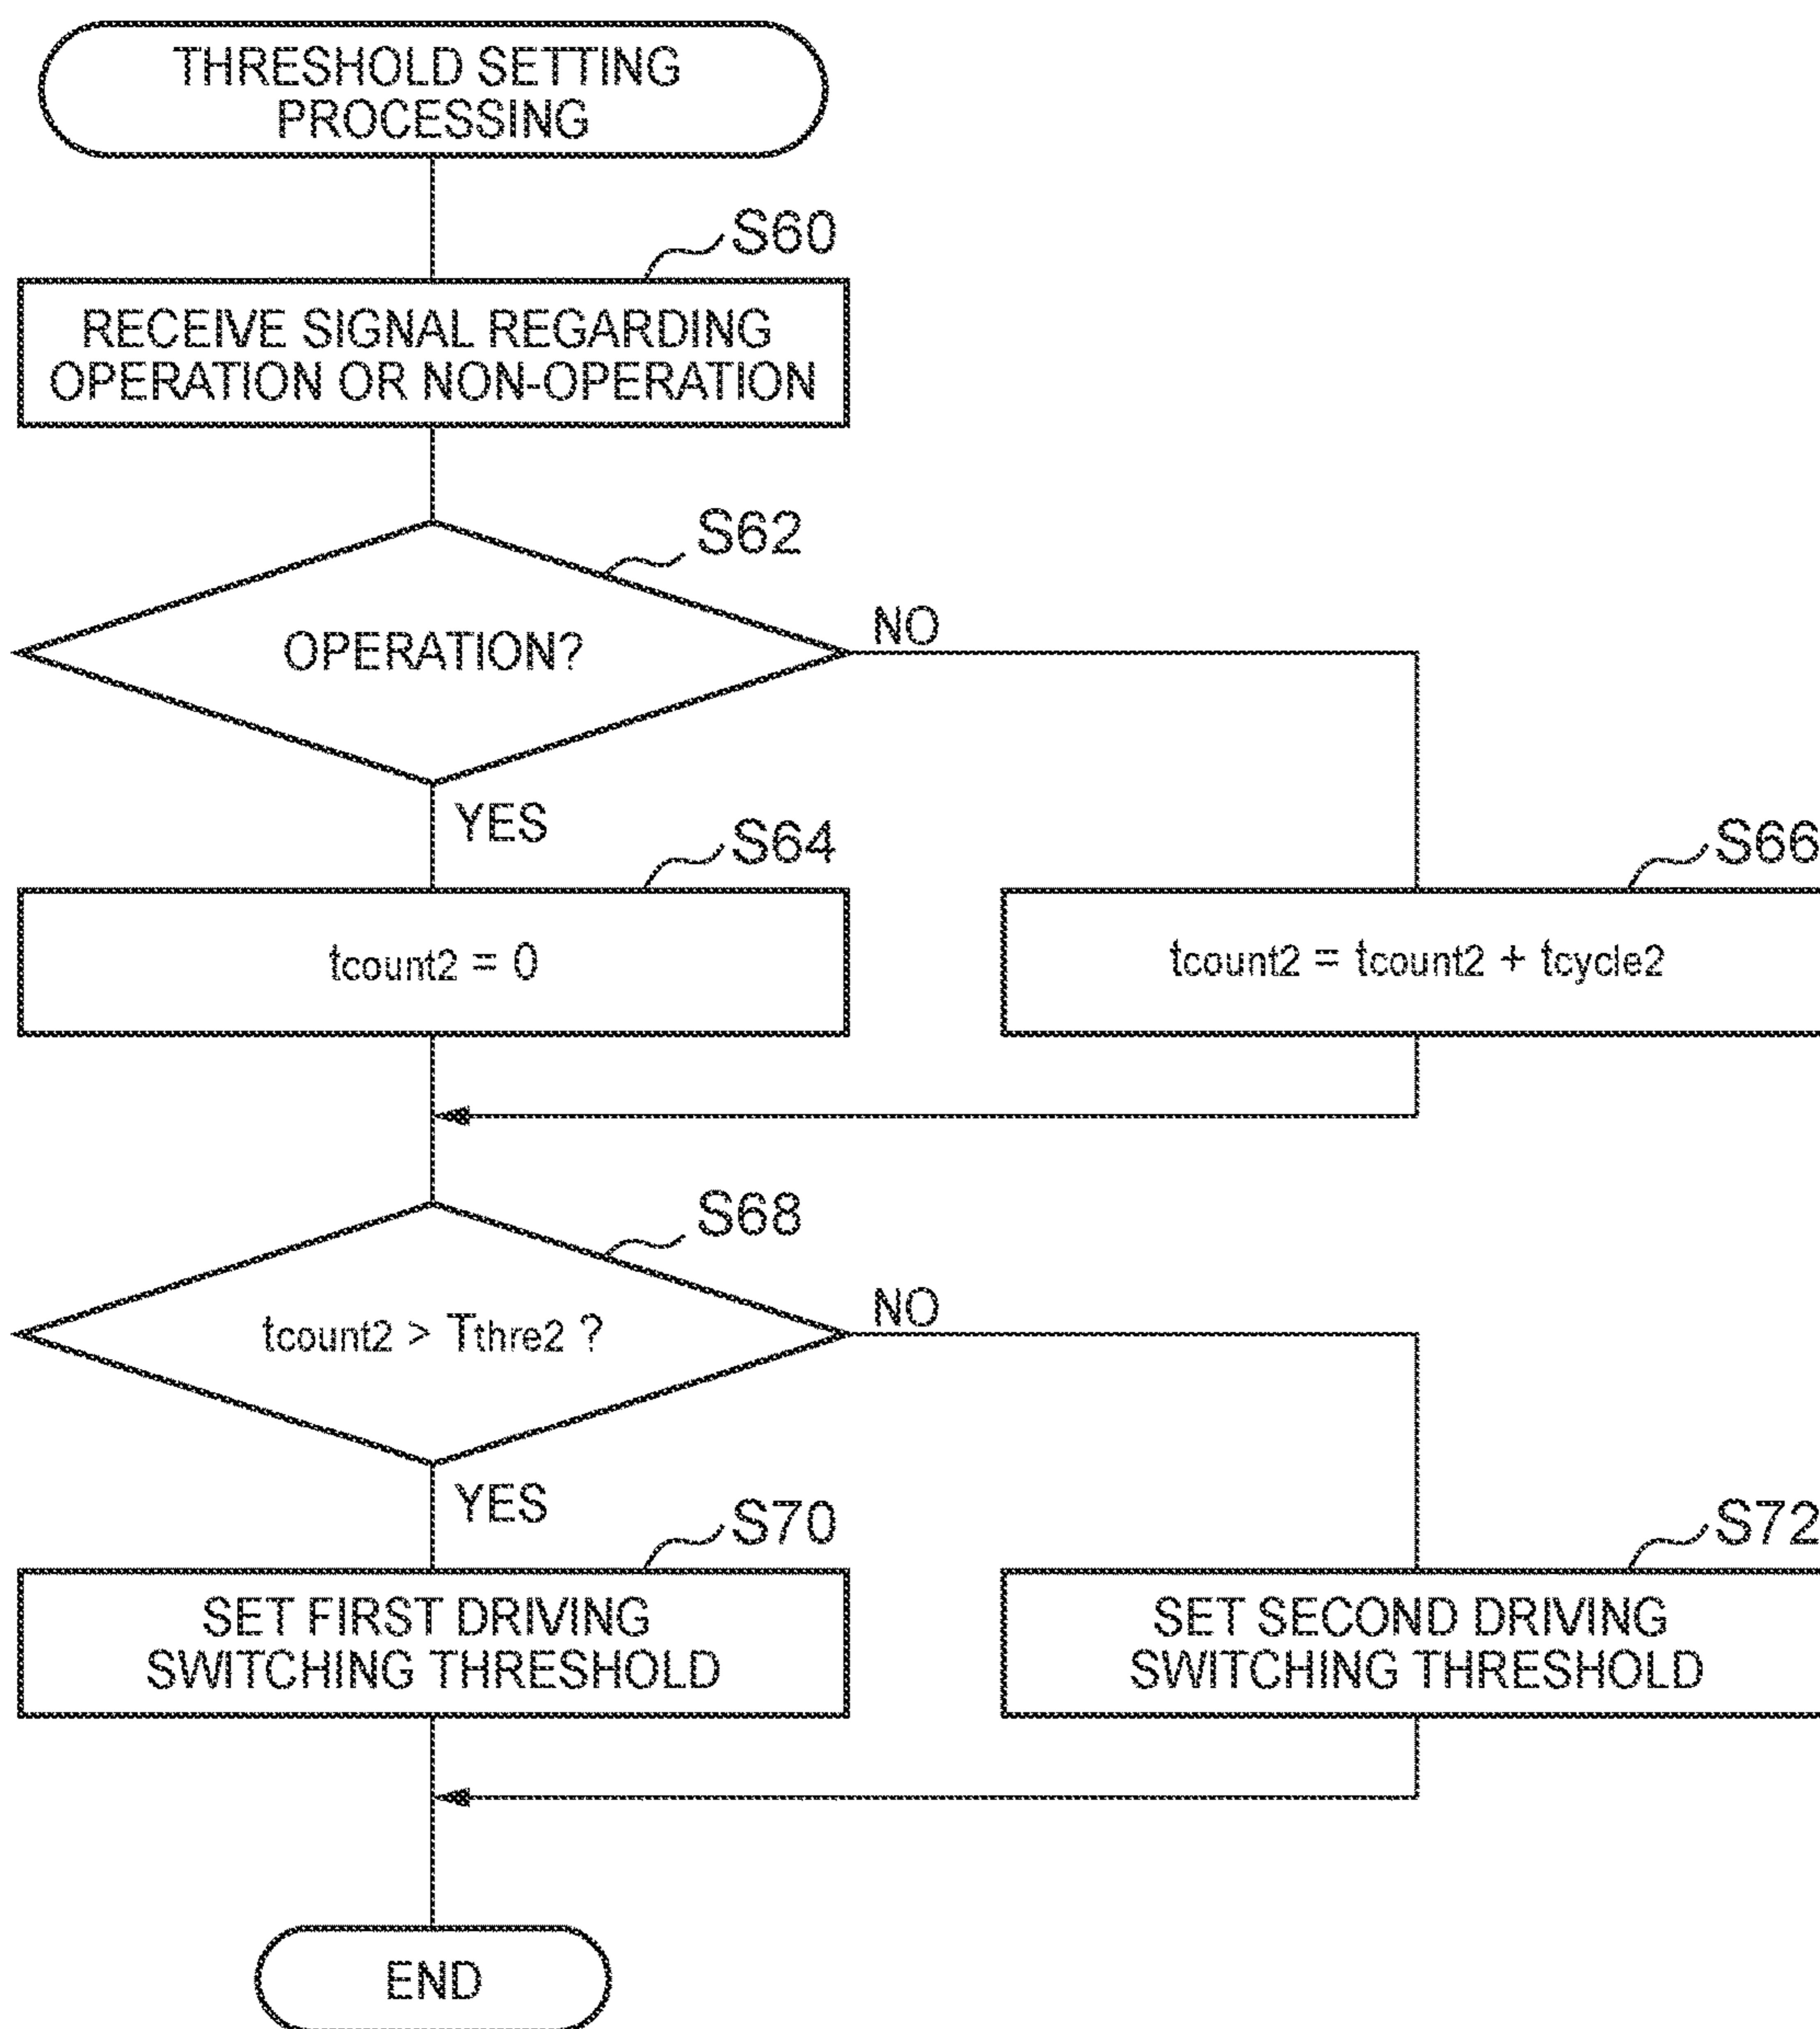 THRESHOLD SETTING
PROCESSING
S60
RECEIVE SIGNAL REGARDING
OPERATION OR NON-OPERATION
S62
OPERATION?
NO
YES
S64
S66
tcount2 = 0
tcount2 = tcount2 + tcycle2
S68
tcount2 > Tthre2 ?
NO
YES
S70
S72
SET FIRST DRIVING
SWITCHING THRESHOLD
SET SECOND DRIVING
SWITCHING THRESHOLD
END